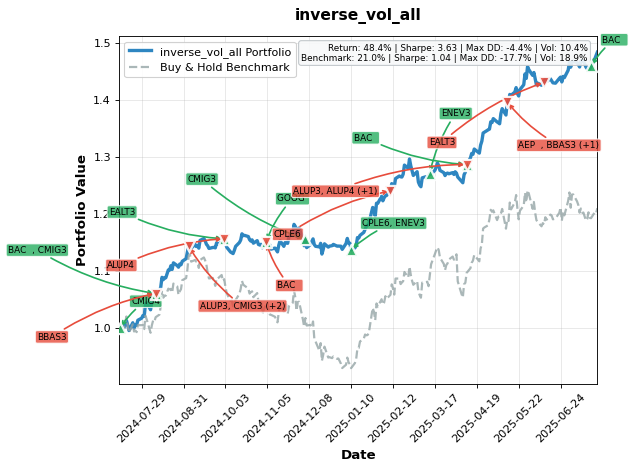 inverse_vol_all
inverse_vol_all Portfolio
Buy & Hold Benchmark
Return: 48.4% | Sharpe: 3.63 | Max DD: -4.4% | Vol: 10.4%
Benchmark: 21.0% | Sharpe: 1.04 | Max DD: -17.7% | Vol: 18.9%
BAC
ENEV3
BAC
EALT3
AEP , BBAS3 (+1)
CMIG3
ALUP3, ALUP4 (+1)
GOOG
EALT3
CPLE6, ENEV3
CPLE6
BAC , CMIG3
ALUP4
BAC
CMIG4
ALUP3, CMIG3 (+2)
BBAS3
Portfolio Value
1.5
1.4
1.3
1.2
1.1
1.0
2024-07-29
2024-08-31
2024-10-03
2024-11-05
2024-12-08
2025-01-10
2025-02-12
2025-03-17
2025-04-19
2025-05-22
2025-06-24
Date